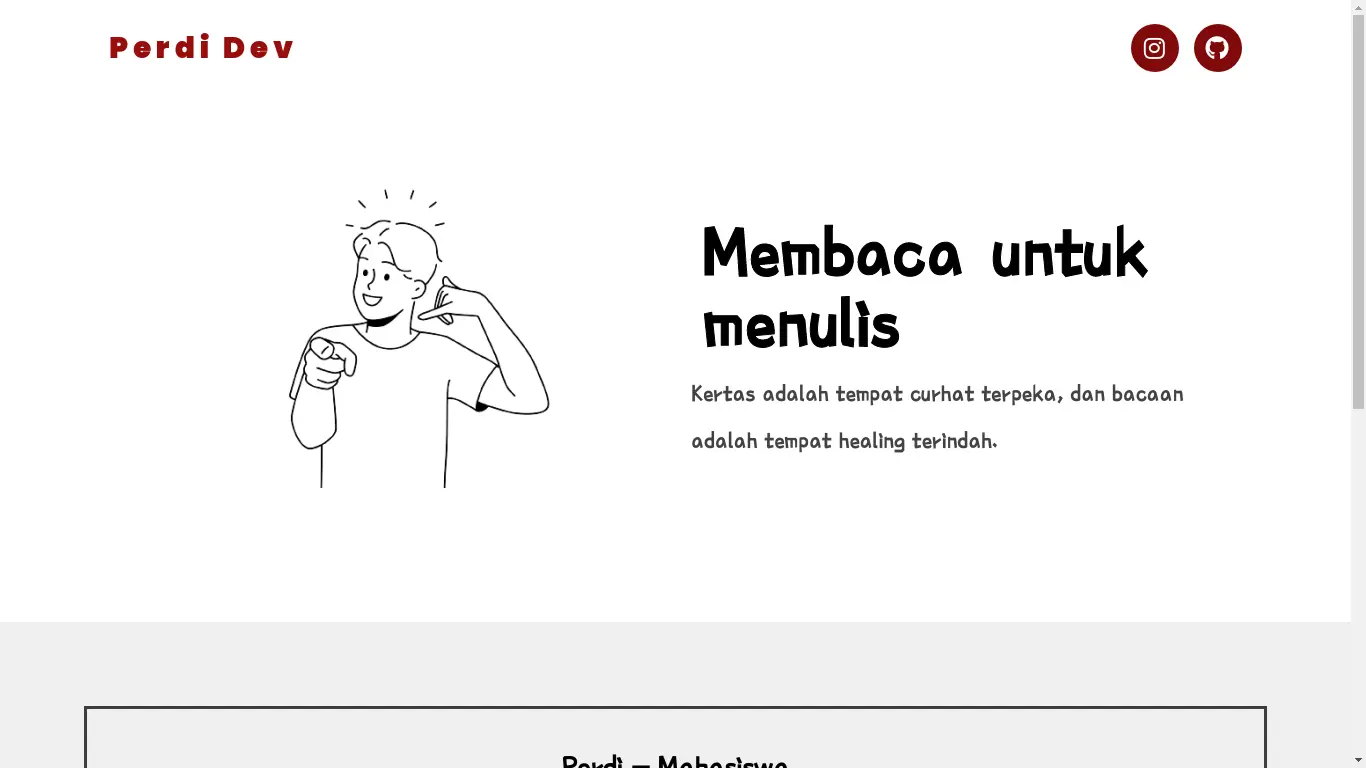 Perdi Dev
Membaca untuk
menulis
Kertas adalah tempat curhat terpeka, dan bacaan
adalah tempat healing terindah.
Perdi — Mahasiswa